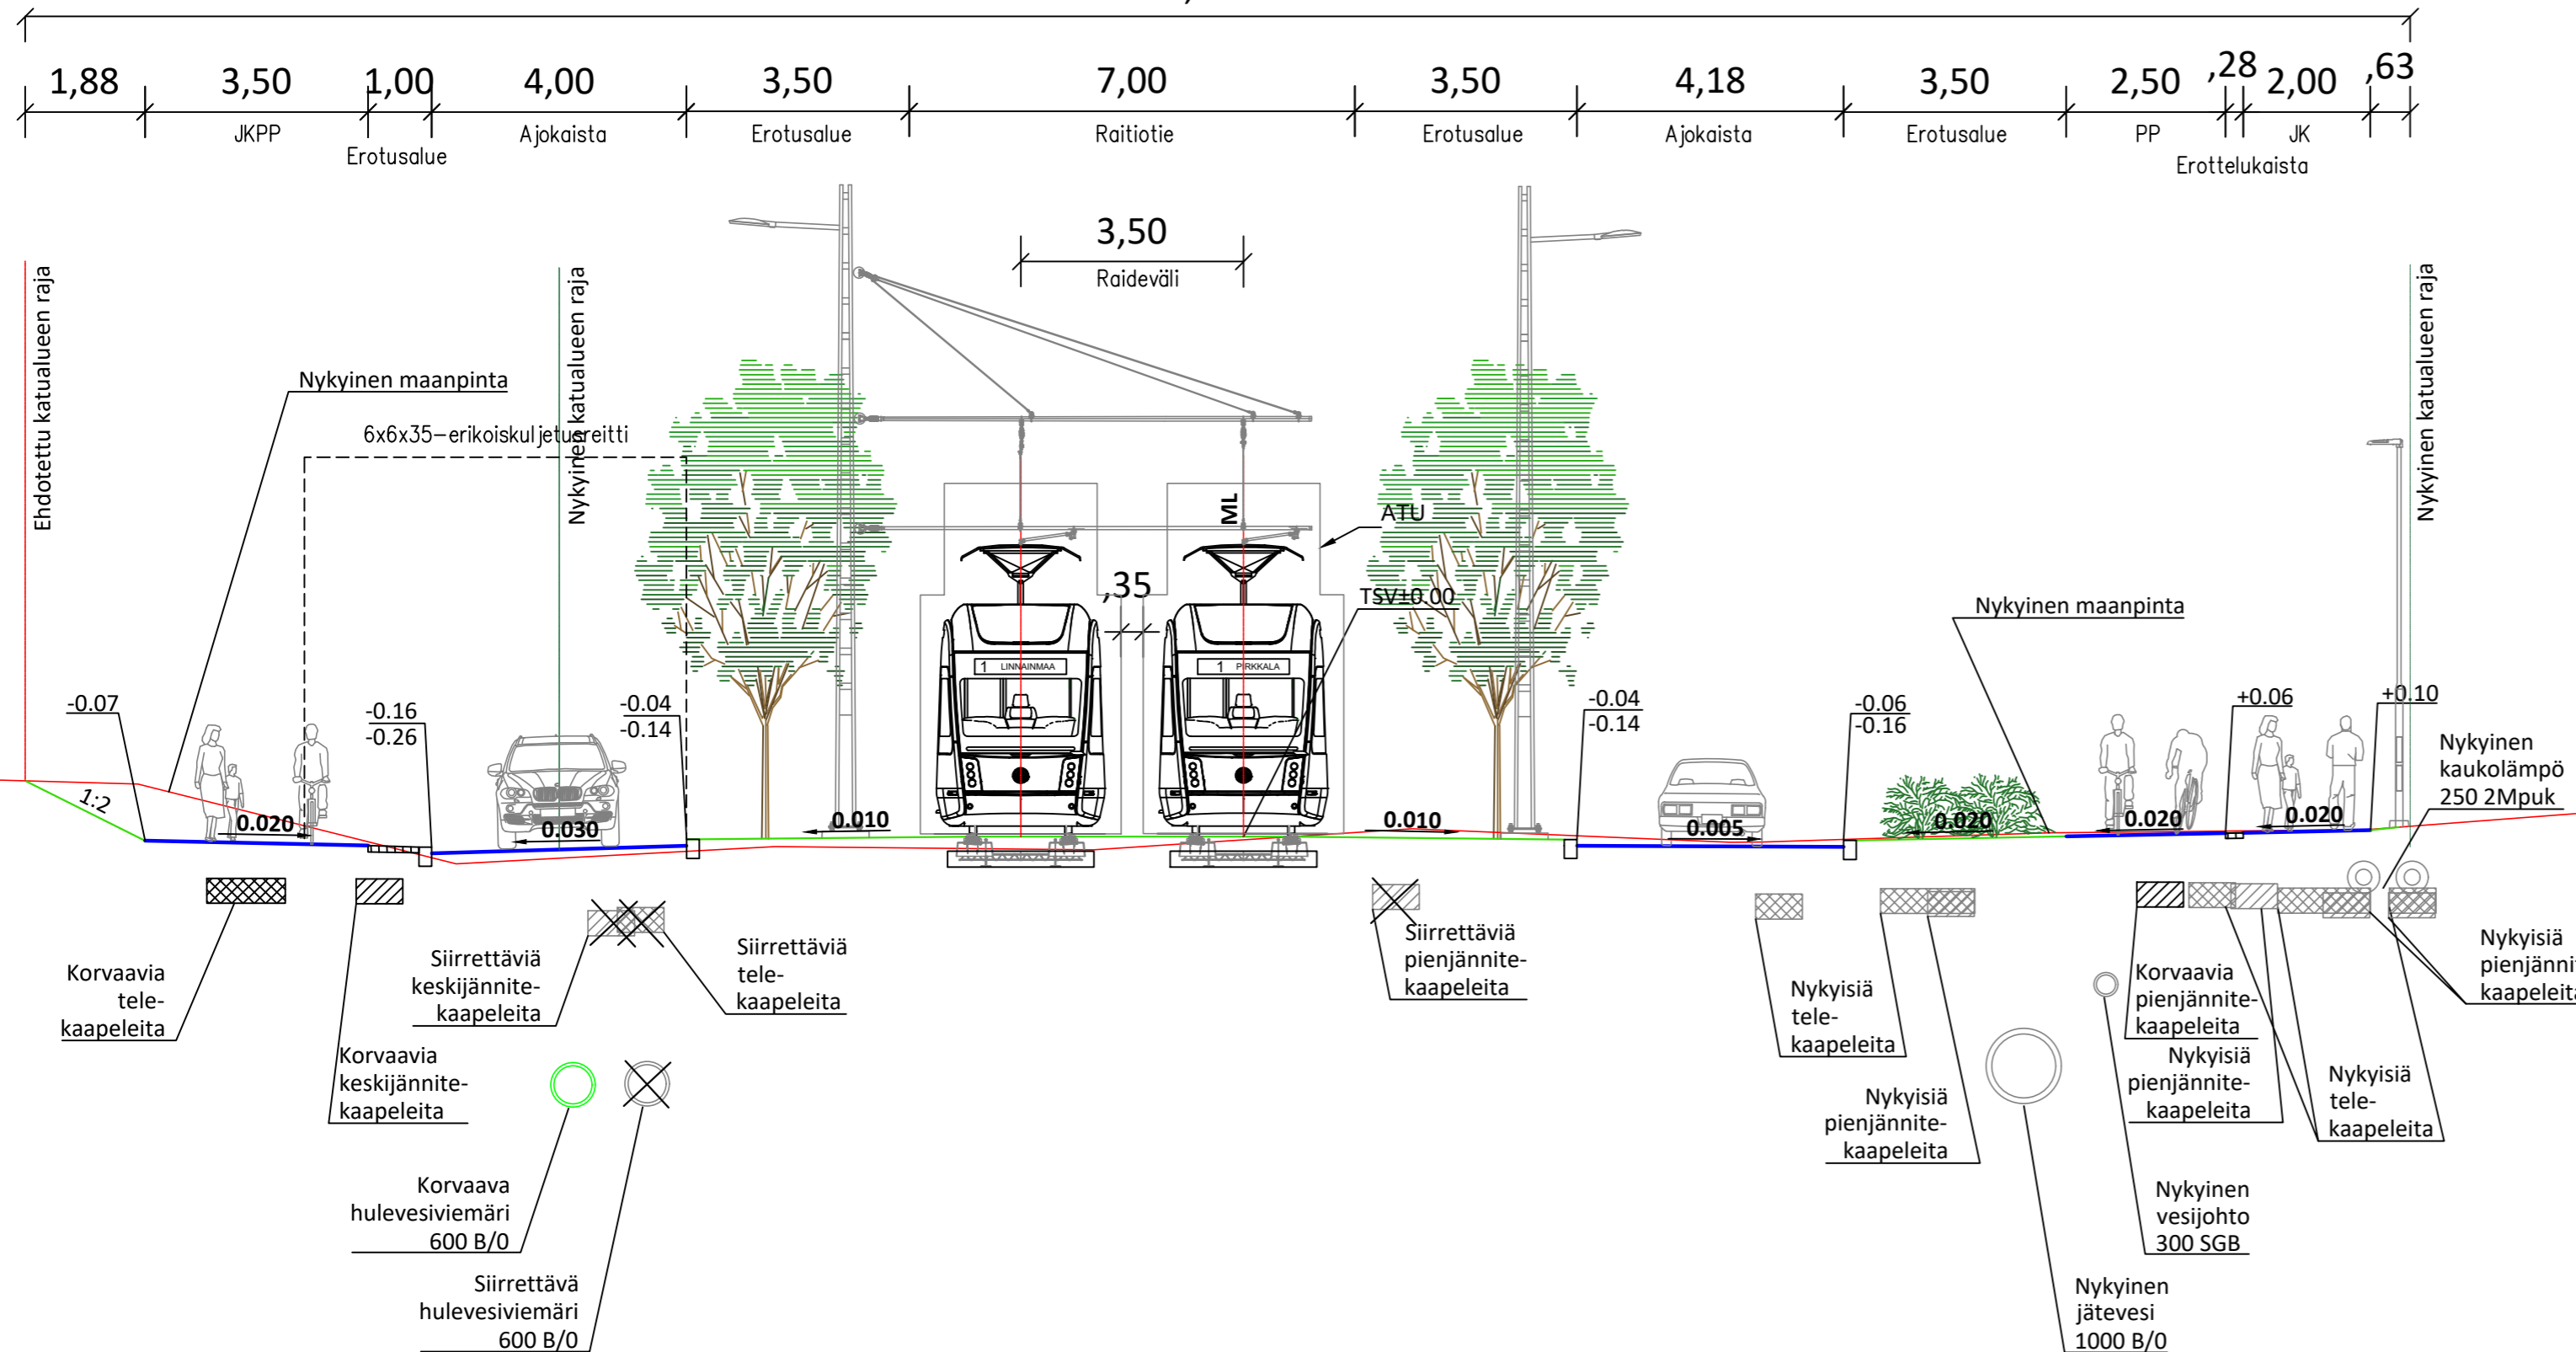 1,88 3,50 1,00 4,00 3,50 7,00 3,50 4,18 3,50 2,50 ,28 2,00 ,63
JKPP Ajokaista Erotusalue Raitiotie Erotusalue Ajokaista Erotusalue PP JK
Erotusalue Erottelukaista
3,50
Raideväli
Ehdotettu katualueen raja
Nykyinen katualueen raja
Nykyinen katualueen raja
Nykyinen maanpinta
6x6x35-erikoiskuljetusreitti
ML
ATU
,35
TSV±0.00
Nykyinen maanpinta
1 LINNAINMAA
1 PIRKKALA
-0.07
-0.16
-0.26
-0.04
-0.14
-0.04
-0.14
-0.06
-0.16
+0.06
+0.10
1:2
0.020
0.030
0.010
0.010
0.005
0.020
0.020
0.020
Nykyinen
kaukolämpö
250 2Mpuk
Korvaavia
tele-
kaapeleita
Korvaavia
keskijännite-
kaapeleita
Siirrettäviä
keskijännite-
kaapeleita
Siirrettäviä
tele-
kaapeleita
Siirrettäviä
pienjännite-
kaapeleita
Nykyisiä
tele-
kaapeleita
Nykyisiä
pienjännite-
kaapeleita
Korvaavia
pienjännite-
kaapeleita
Nykyisiä
pienjännite-
kaapeleita
Nykyisiä
tele-
kaapeleita
Nykyisiä
pienjännit
kaapeleita
Korvaava
hulevesiviemäri
600 B/0
Siirrettävä
hulevesiviemäri
600 B/0
Nykyinen
vesijohto
300 SGB
Nykyinen
jätevesi
1000 B/0